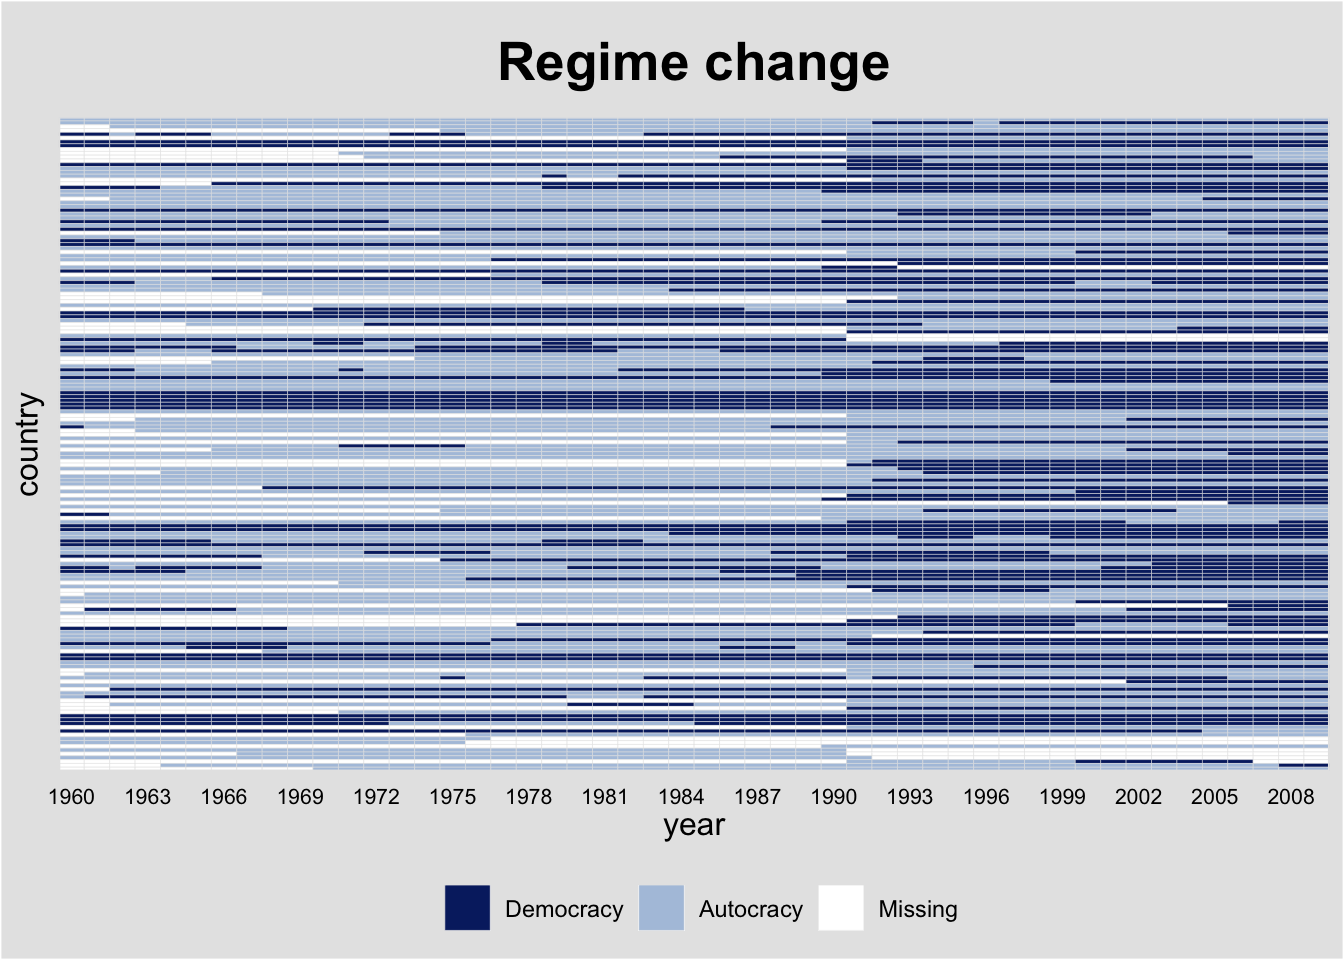 Regime change
country
1960 1963 1966 1969 1972 1975 1978 1981 1984 1987 1990 1993 1996 1999 2002 2005 2008
year
Democracy Autocracy Missing